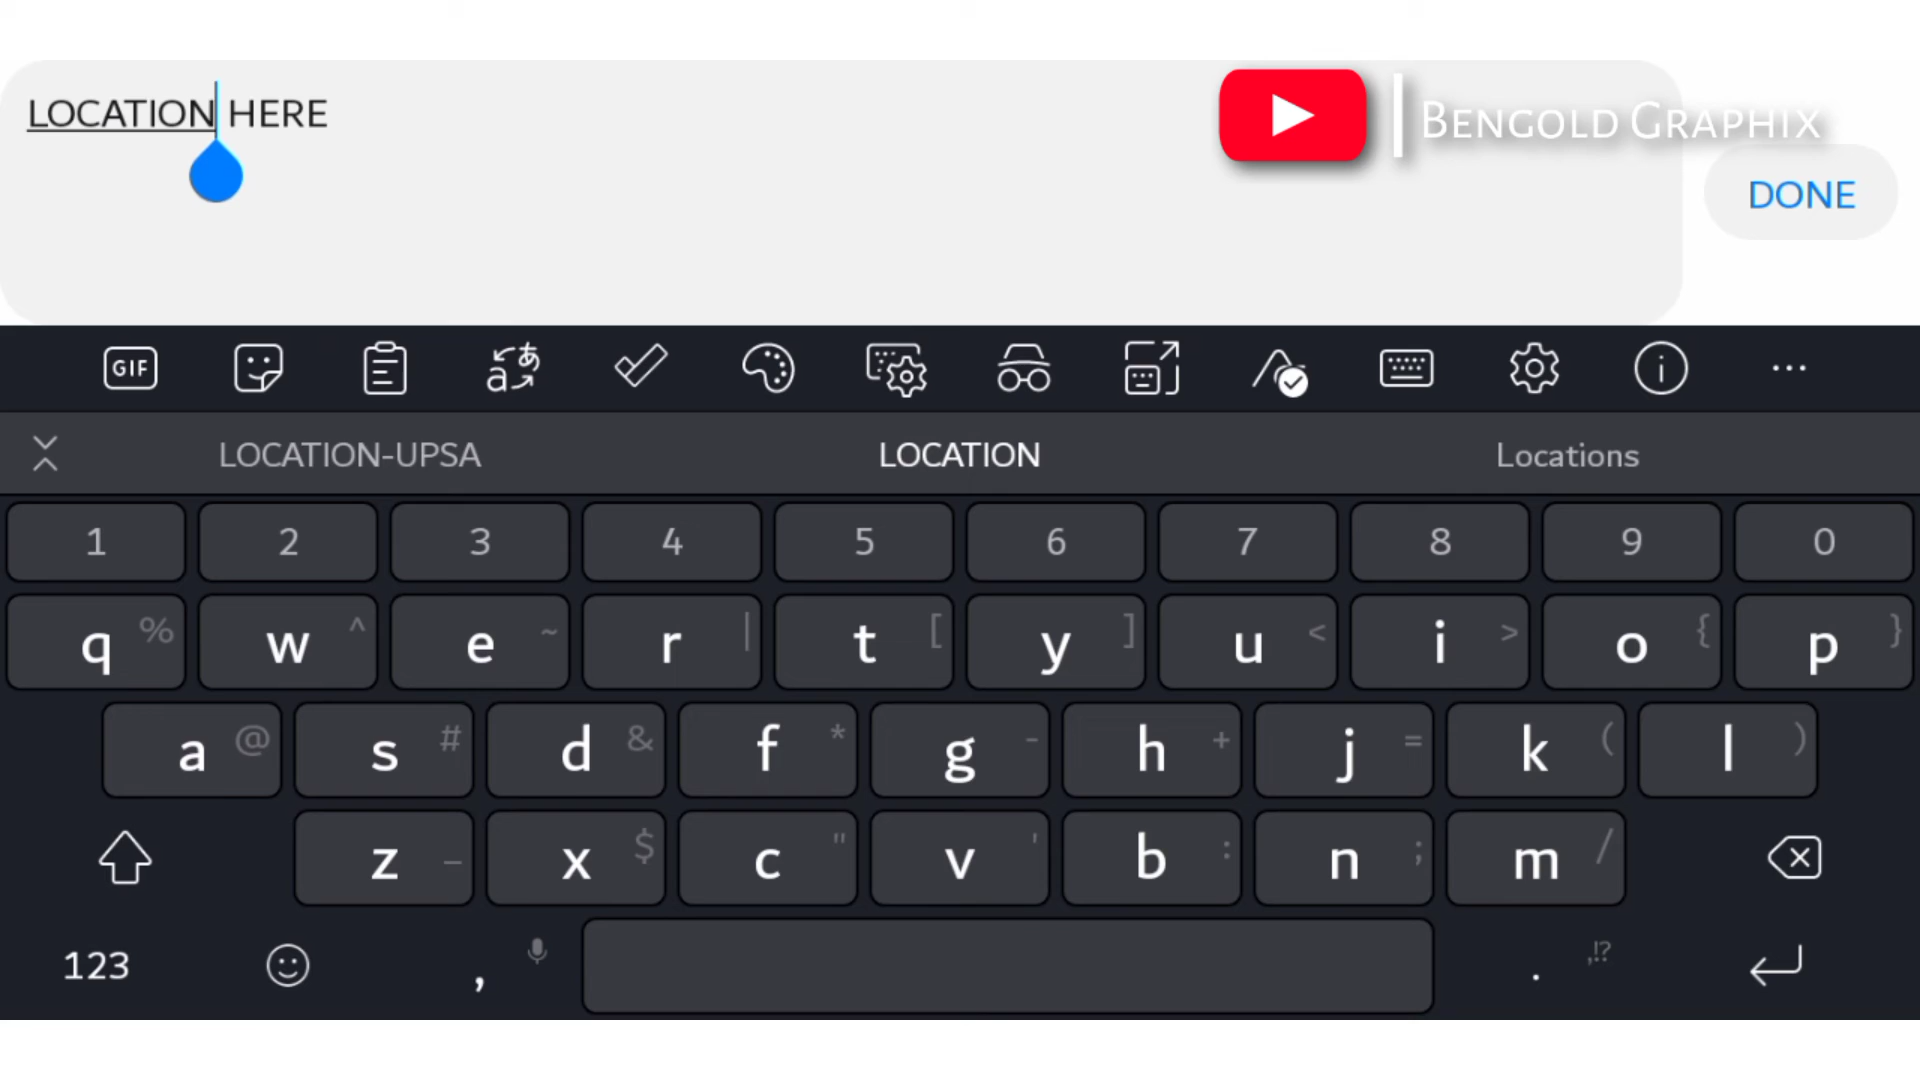 LOCATION HERE
BENGOLD GRAPHIX
DONE
GIF
LOCATION-UPSA LOCATION Locations
1 2 3 4 5 6 7 8 9 0
q % w ^ e ~ r | t [ y ] u < i > o { p }
a @ s # d & f * g - h + j = k ( l )
z _ x $ c " v ' b : n ; m /
123 , . ,!?